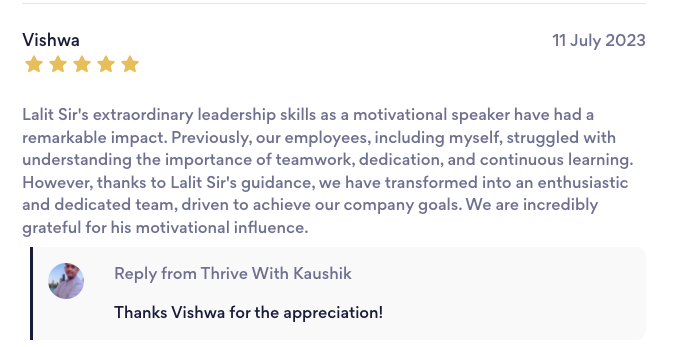 Vishwa
11 July 2023
Lalit Sir's extraordinary leadership skills as a motivational speaker have had a
remarkable impact. Previously, our employees, including myself, struggled with
understanding the importance of teamwork, dedication, and continuous learning.
However, thanks to Lalit Sir's guidance, we have transformed into an enthusiastic
and dedicated team, driven to achieve our company goals. We are incredibly
grateful for his motivational influence.
Reply from Thrive With Kaushik
Thanks Vishwa for the appreciation!